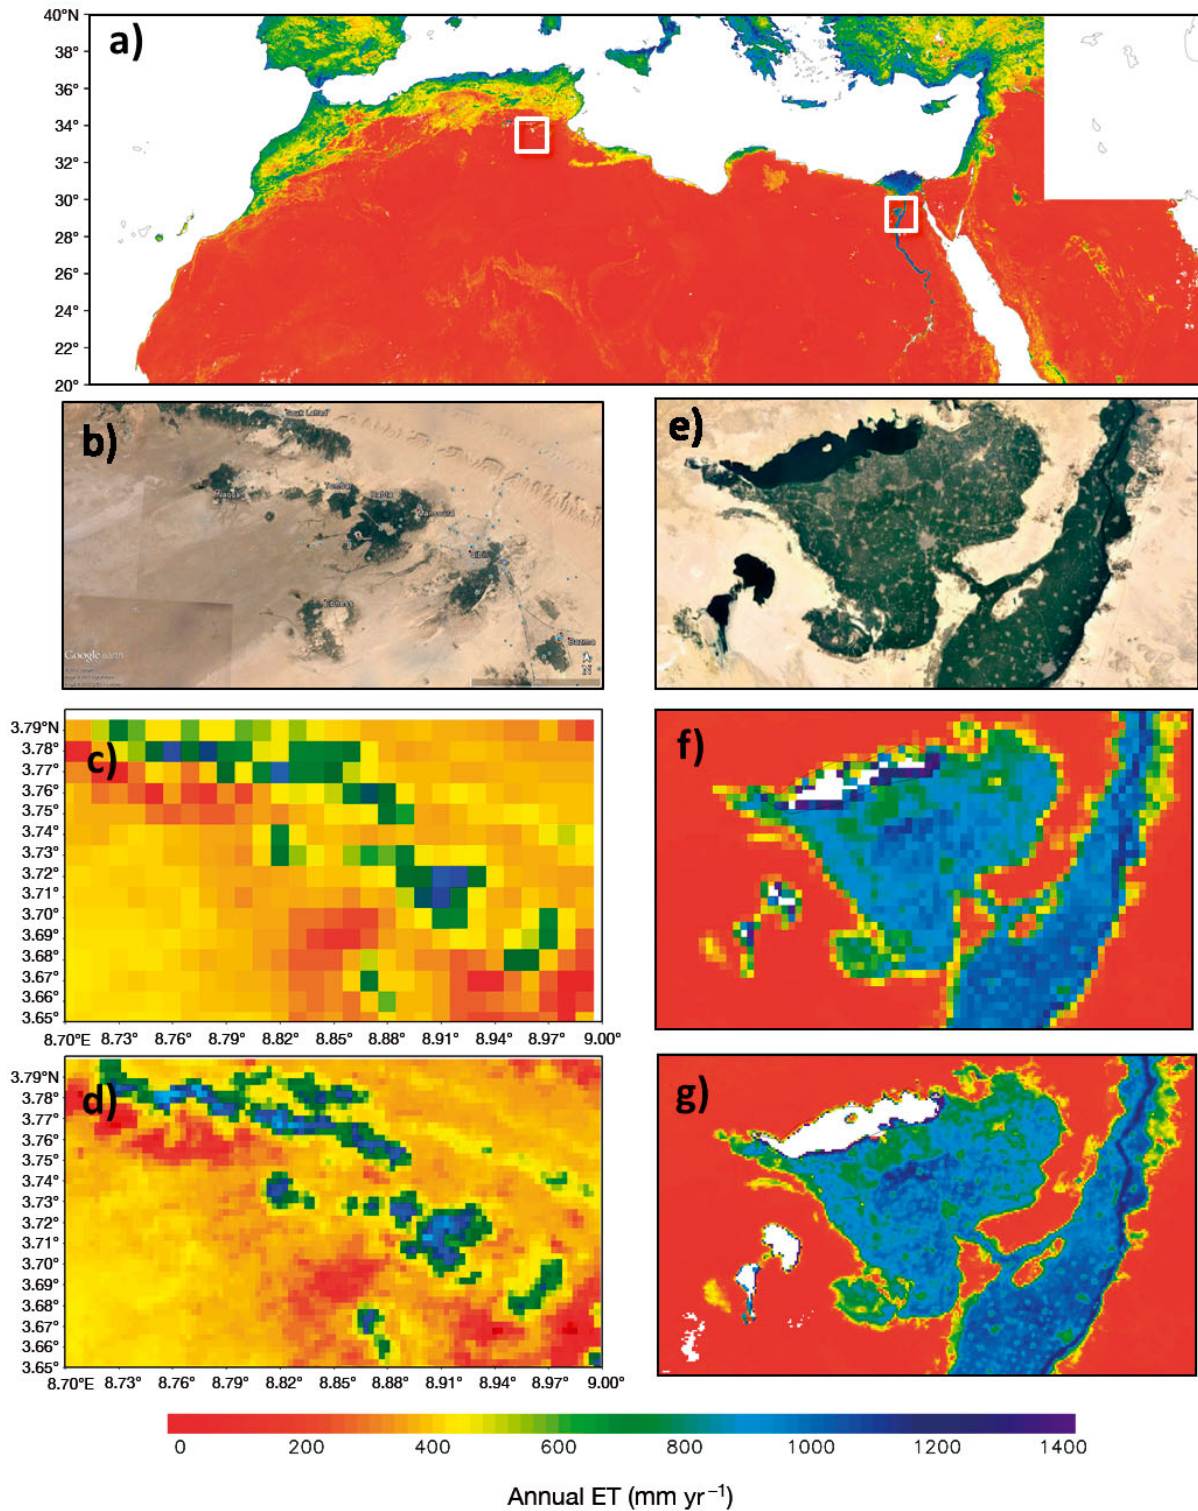 a)
40°N
38°
36°
34°
32°
30°
28°
26°
24°
22°
20°
b)
Google earth
e)
Souk Lahad
Mansoura
Bazma
c)
3.79°N
3.78°
3.77°
3.76°
3.75°
3.74°
3.73°
3.72°
3.71°
3.70°
3.69°
3.68°
3.67°
3.66°
3.65°
8.70°E 8.73° 8.76° 8.79° 8.82° 8.85° 8.88° 8.91° 8.94° 8.97° 9.00°
f)
d)
3.79°N
3.78°
3.77°
3.76°
3.75°
3.74°
3.73°
3.72°
3.71°
3.70°
3.69°
3.68°
3.67°
3.66°
3.65°
8.70°E 8.73° 8.76° 8.79° 8.82° 8.85° 8.88° 8.91° 8.94° 8.97° 9.00°
g)
0 200 400 600 800 1000 1200 1400
Annual ET (mm yr⁻¹)